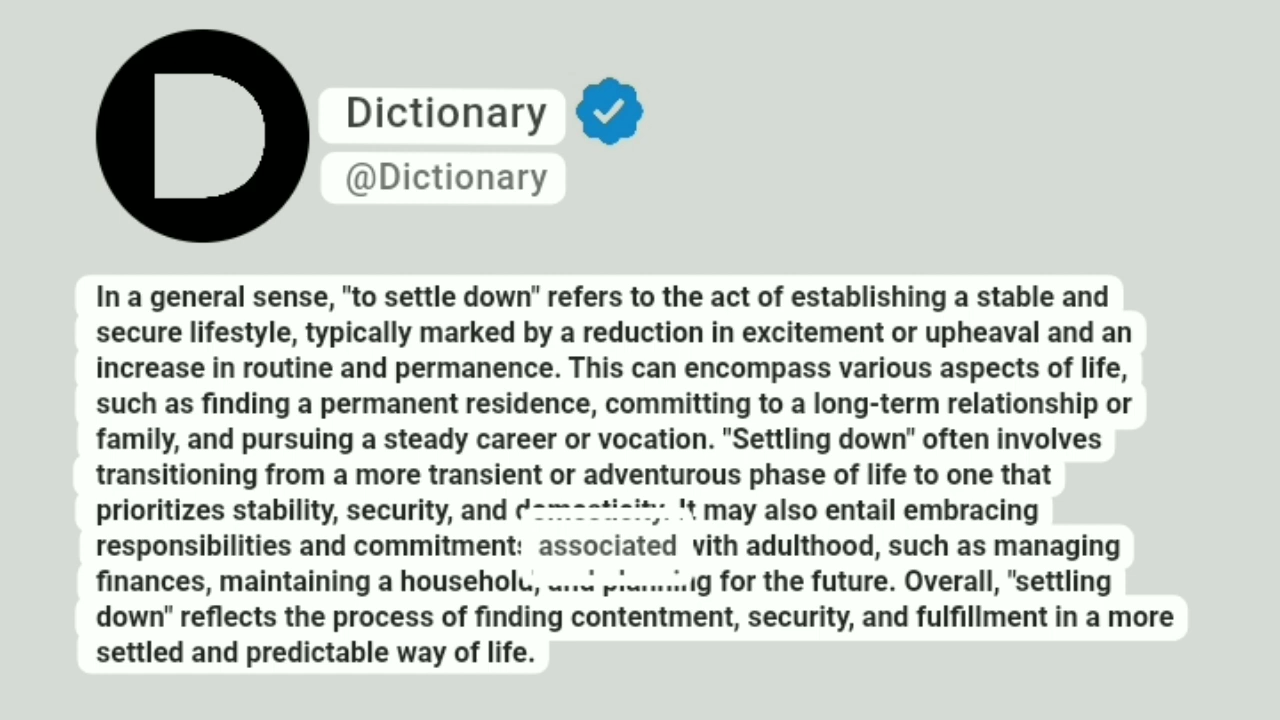 D
Dictionary
@Dictionary
In a general sense, "to settle down" refers to the act of establishing a stable and
secure lifestyle, typically marked by a reduction in excitement or upheaval and an
increase in routine and permanence. This can encompass various aspects of life,
such as finding a permanent residence, committing to a long-term relationship or
family, and pursuing a steady career or vocation. "Settling down" often involves
transitioning from a more transient or adventurous phase of life to one that
prioritizes stability, security, and domesticity. It may also entail embracing
responsibilities and commitments associated with adulthood, such as managing
finances, maintaining a household, and planning for the future. Overall, "settling
down" reflects the process of finding contentment, security, and fulfillment in a more
settled and predictable way of life.